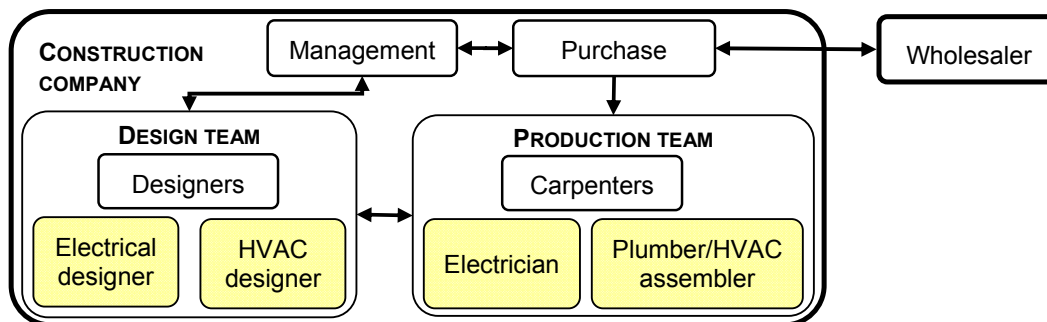 CONSTRUCTION
COMPANY
Management
Purchase
Wholesaler
DESIGN TEAM
Designers
Electrical
designer
HVAC
designer
PRODUCTION TEAM
Carpenters
Electrician
Plumber/HVAC
assembler